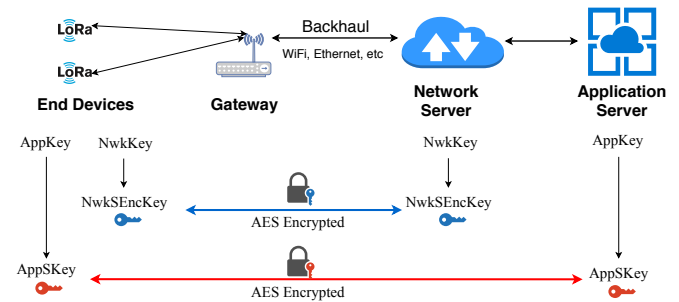 LoRa
Backhaul
WiFi, Ethernet, etc
LoRa
End Devices
Gateway
Network
Server
Application
Server
AppKey
NwkKey
NwkKey
AppKey
NwkSEncKey
NwkSEncKey
AES Encrypted
AppSKey
AppSKey
AES Encrypted